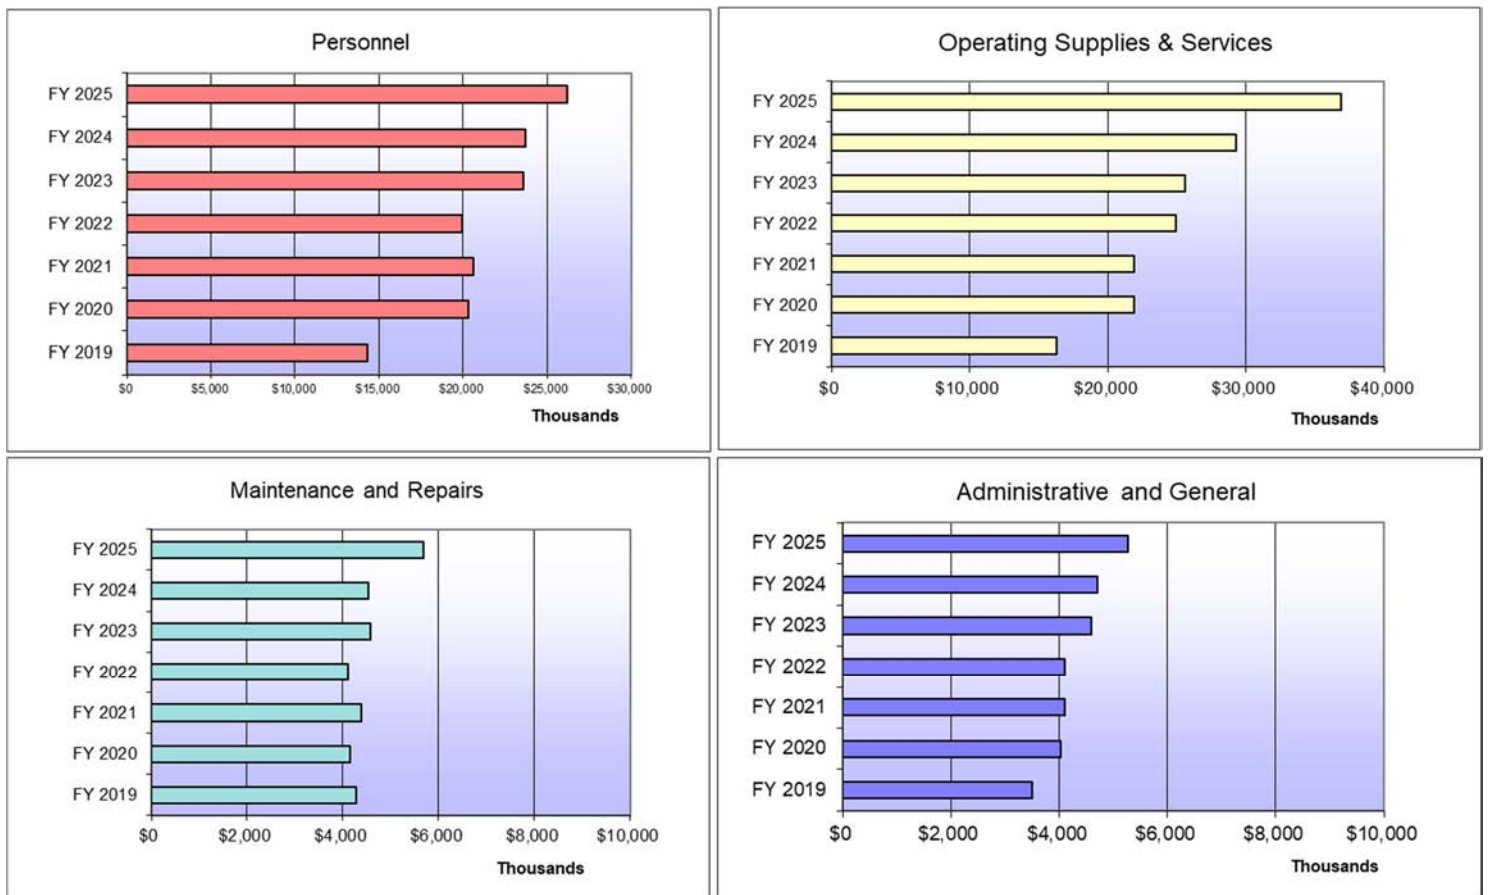 Personnel
FY 2025
FY 2024
FY 2023
FY 2022
FY 2021
FY 2020
FY 2019
$0 $5,000 $10,000 $15,000 $20,000 $25,000 $30,000
Thousands
Operating Supplies & Services
FY 2025
FY 2024
FY 2023
FY 2022
FY 2021
FY 2020
FY 2019
$0 $10,000 $20,000 $30,000 $40,000
Thousands
Maintenance and Repairs
FY 2025
FY 2024
FY 2023
FY 2022
FY 2021
FY 2020
FY 2019
$0 $2,000 $4,000 $6,000 $8,000 $10,000
Thousands
Administrative and General
FY 2025
FY 2024
FY 2023
FY 2022
FY 2021
FY 2020
FY 2019
$0 $2,000 $4,000 $6,000 $8,000 $10,000
Thousands